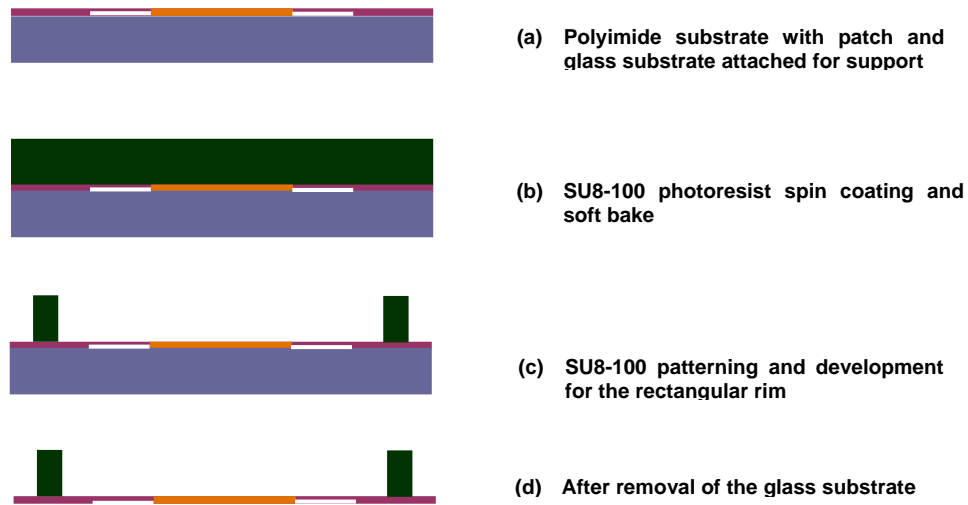 (a) Polyimide substrate with patch and
glass substrate attached for support
(b) SU8-100 photoresist spin coating and
soft bake
(c) SU8-100 patterning and development
for the rectangular rim
(d) After removal of the glass substrate